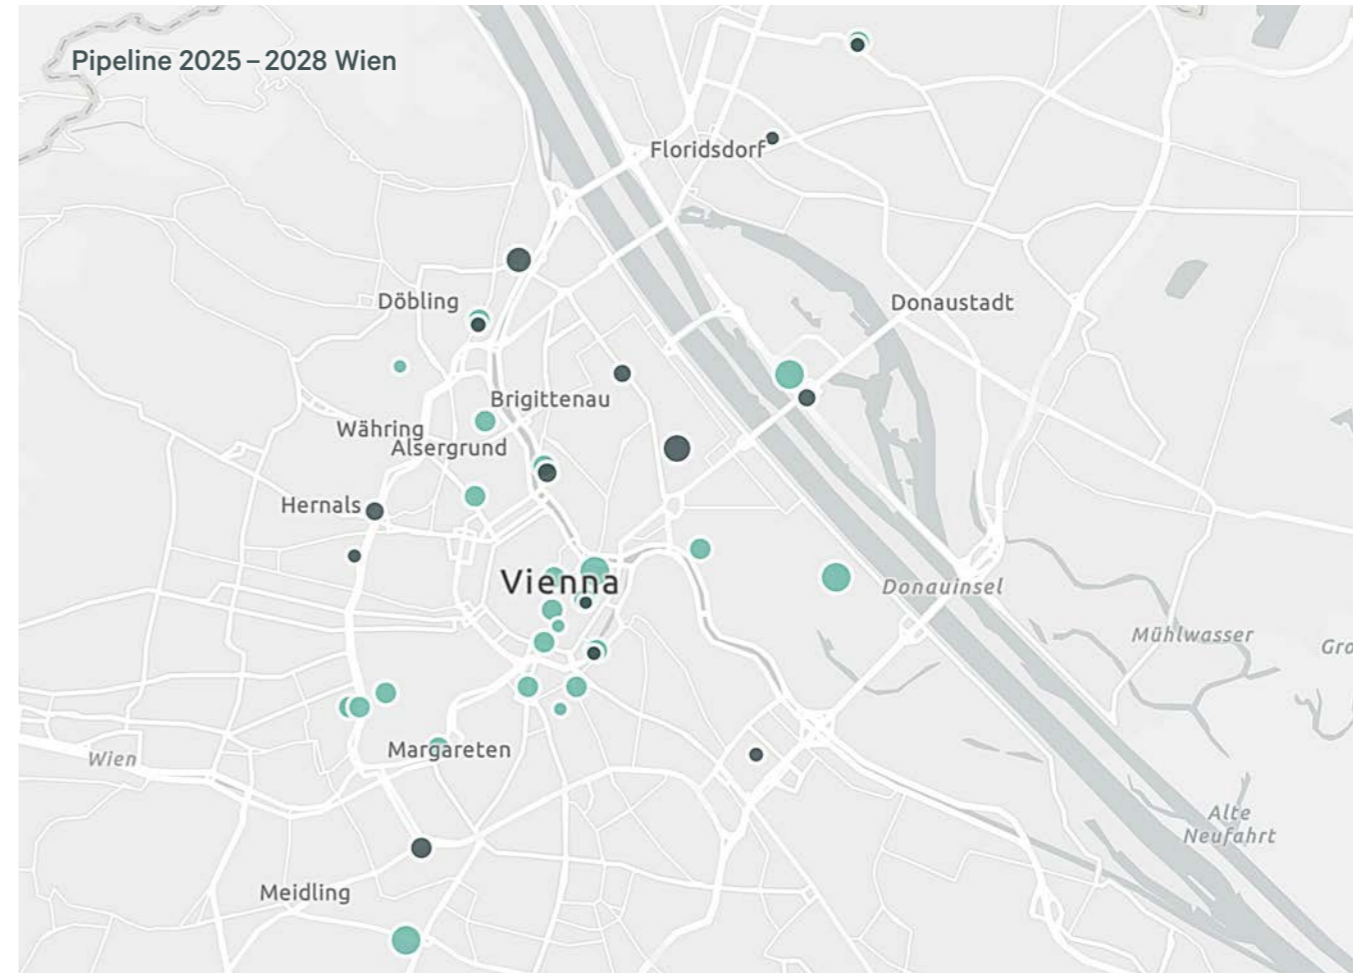 Pipeline 2025 – 2028 Wien
Floridsdorf
Döbling
Donaustadt
Brigittenau
Währing
Alsergrund
Hernals
Vienna
Donauinsel
Mühlwasser
Gro
Margareten
Wien
Alte
Neufahrt
Meidling